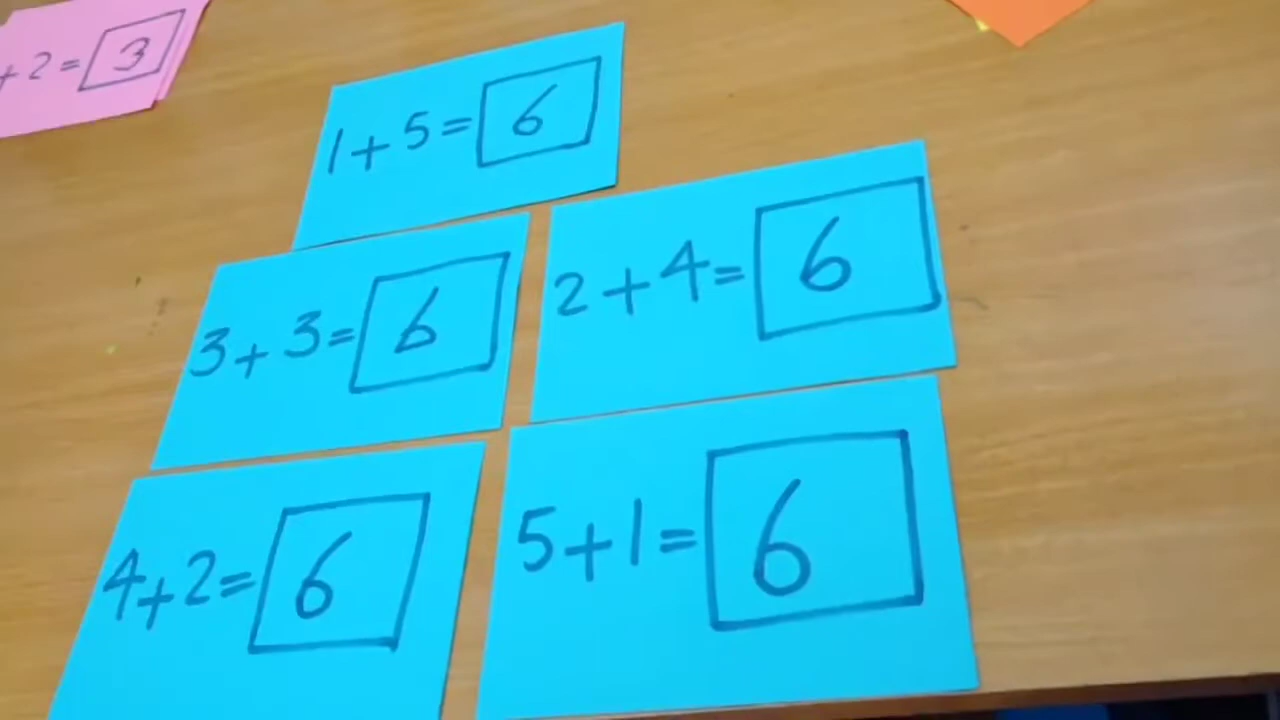 + 2 = 3
1 + 5 = 6
3 + 3 = 6
2 + 4 = 6
4 + 2 = 6
5 + 1 = 6